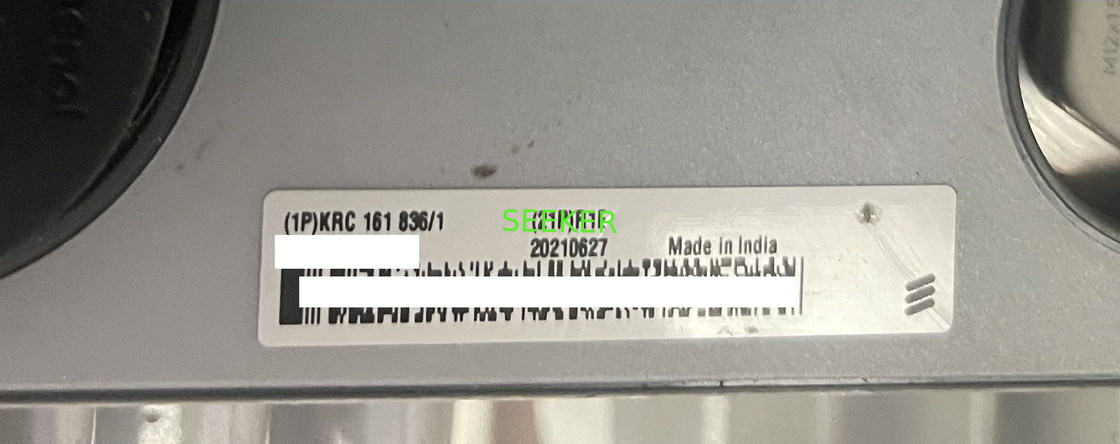 (1P)KRC 161 836/1
SEEKER
20210627
Made in India